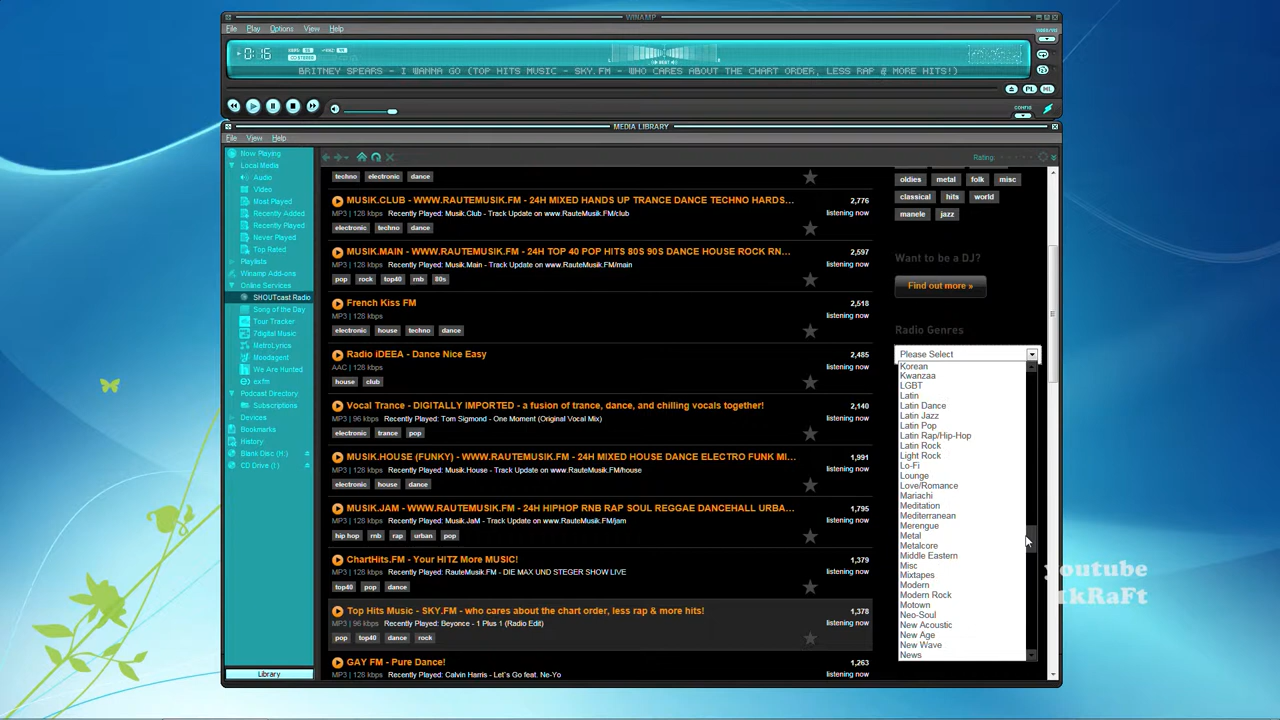 WINAMP
File Play Options View Help
0:16
BRITNEY SPEARS - I WANNA GO (TOP HITS MUSIC - SKY.FM - WHO CARES ABOUT THE CHART ORDER, LESS RAP & MORE HITS!)
PL ML
CONFIG
MEDIA LIBRARY
File View Help
Now Playing
Local Media
Audio
Video
Most Played
Recently Added
Recently Played
Never Played
Top Rated
Playlists
Winamp Add-ons
Online Services
SHOUTcast Radio
Song of the Day
Tour Tracker
7digital Music
MetroLyrics
Moodagent
We Are Hunted
exfm
Podcast Directory
Subscriptions
Devices
Bookmarks
History
Blank Disc (H:)
CD Drive (I:)
Library
Rating:
techno electronic dance
MUSIK.CLUB - WWW.RAUTEMUSIK.FM - 24H MIXED HANDS UP TRANCE DANCE TECHNO HARDS... 2,776
MP3 | 128 kbps Recently Played: Musik.Club - Track Update on www.RauteMusik.FM/club listening now
electronic techno dance
MUSIK.MAIN - WWW.RAUTEMUSIK.FM - 24H TOP 40 POP HITS 80S 90S DANCE HOUSE ROCK RN... 2,597
MP3 | 128 kbps Recently Played: Musik.Main - Track Update on www.RauteMusik.FM/main listening now
pop rock top40 rnb 80s
French Kiss FM 2,518
MP3 | 128 kbps listening now
electronic house techno dance
Radio iDEEA - Dance Nice Easy 2,485
AAC | 128 kbps listening now
house club
Vocal Trance - DIGITALLY IMPORTED - a fusion of trance, dance, and chilling vocals together! 2,140
MP3 | 96 kbps Recently Played: Tom Sigmond - One Moment (Original Vocal Mix) listening now
electronic trance pop
MUSIK.HOUSE (FUNKY) - WWW.RAUTEMUSIK.FM - 24H MIXED HOUSE DANCE ELECTRO FUNK MI... 1,991
MP3 | 128 kbps Recently Played: Musik.House - Track Update on www.RauteMusik.FM/house listening now
electronic house dance
MUSIK.JAM - WWW.RAUTEMUSIK.FM - 24H HIPHOP RNB RAP SOUL REGGAE DANCEHALL URBA... 1,795
MP3 | 128 kbps Recently Played: Musik.JaM - Track Update on www.RauteMusik.FM/jam listening now
hip hop rnb rap urban pop
ChartHits.FM - Your HITZ More MUSIC! 1,379
MP3 | 128 kbps Recently Played: RauteMusik.FM - DIE MAX UND STEGER SHOW LIVE listening now
top40 pop dance
Top Hits Music - SKY.FM - who cares about the chart order, less rap & more hits! 1,378
MP3 | 96 kbps Recently Played: Beyonce - 1 Plus 1 (Radio Edit) listening now
pop top40 dance rock
GAY FM - Pure Dance! 1,263
MP3 | 128 kbps Recently Played: Calvin Harris - Let's Go feat. Ne-Yo listening now
oldies metal folk misc
classical hits world
manele jazz
Want to be a DJ?
Find out more »
Radio Genres
Please Select
Korean
Kwanzaa
LGBT
Latin
Latin Dance
Latin Jazz
Latin Pop
Latin Rap/Hip-Hop
Latin Rock
Light Rock
Lo-Fi
Lounge
Love/Romance
Mariachi
Meditation
Mediterranean
Merengue
Metal
Metalcore
Middle Eastern
Misc
Mixtapes
Modern
Modern Rock
Motown
Neo-Soul
New Acoustic
New Age
New Wave
News
youtube
1kRaFt